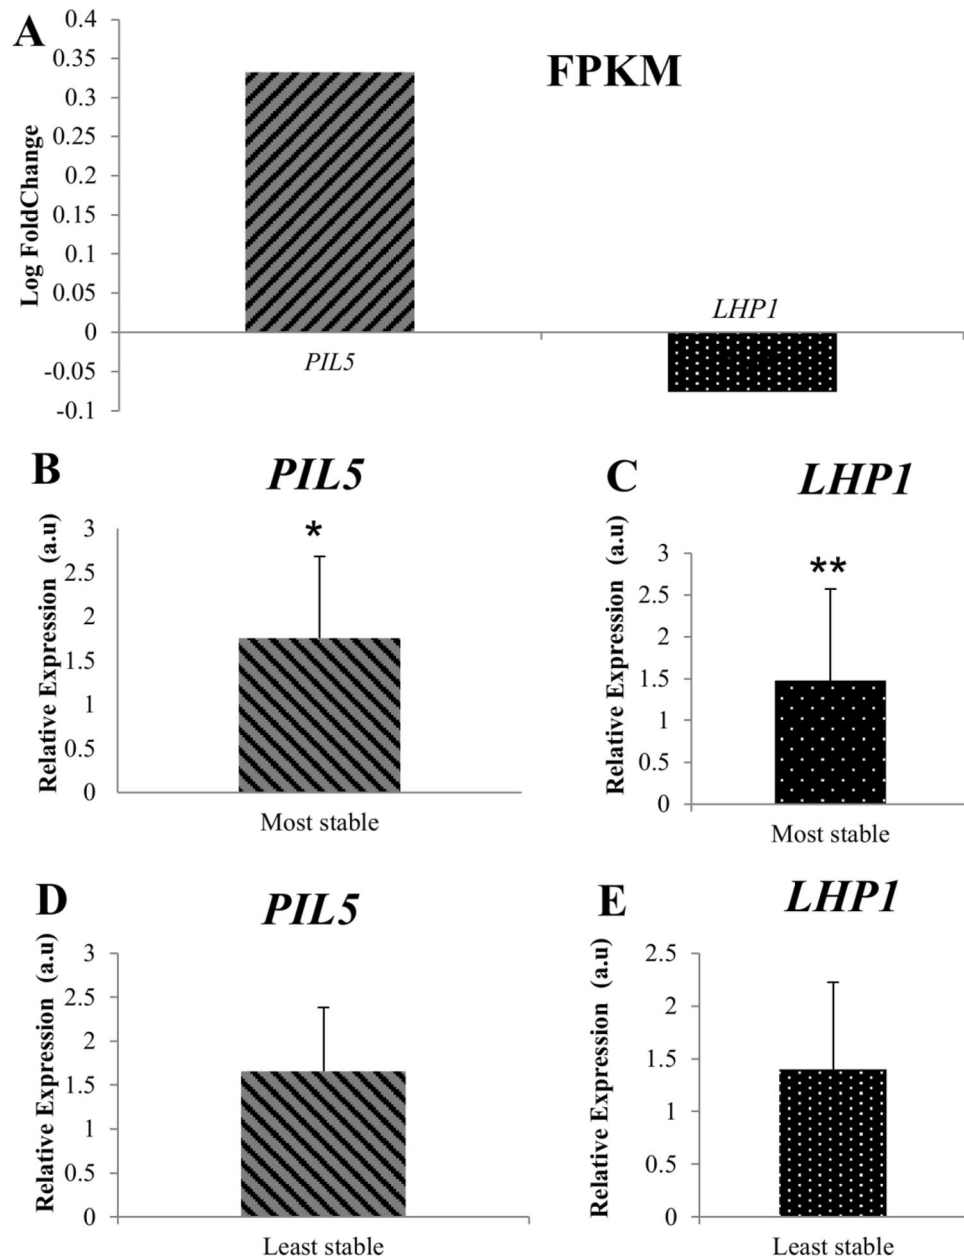 A
FPKM
Log FoldChange
0.4
0.35
0.3
0.25
0.2
0.15
0.1
0.05
0
-0.05
-0.1
PIL5
LHP1
B
PIL5
Relative Expression (a.u)
3
2.5
2
1.5
1
0.5
0
*
Most stable
C
LHP1
Relative Expression (a.u)
3
2.5
2
1.5
1
0.5
0
**
Most stable
D
PIL5
Relative Expression (a.u)
3
2.5
2
1.5
1
0.5
0
Least stable
E
LHP1
Relative Expression (a.u)
2.5
2
1.5
1
0.5
0
Least stable